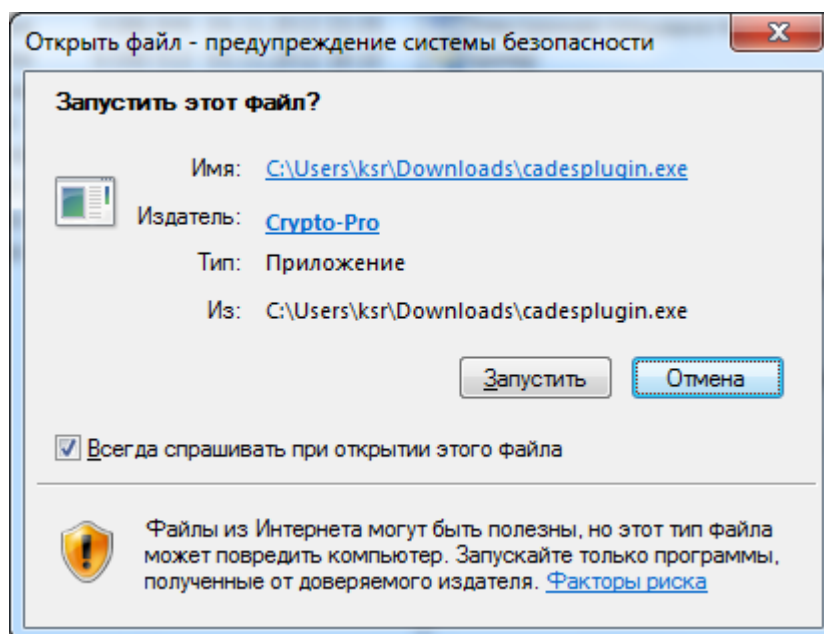 Открыть файл - предупреждение системы безопасности
Запустить этот файл?
Имя: C:\Users\ksr\Downloads\cadesplugin.exe
Издатель: Crypto-Pro
Тип: Приложение
Из: C:\Users\ksr\Downloads\cadesplugin.exe
Запустить Отмена
Всегда спрашивать при открытии этого файла
Файлы из Интернета могут быть полезны, но этот тип файла
может повредить компьютер. Запускайте только программы,
полученные от доверяемого издателя. Факторы риска